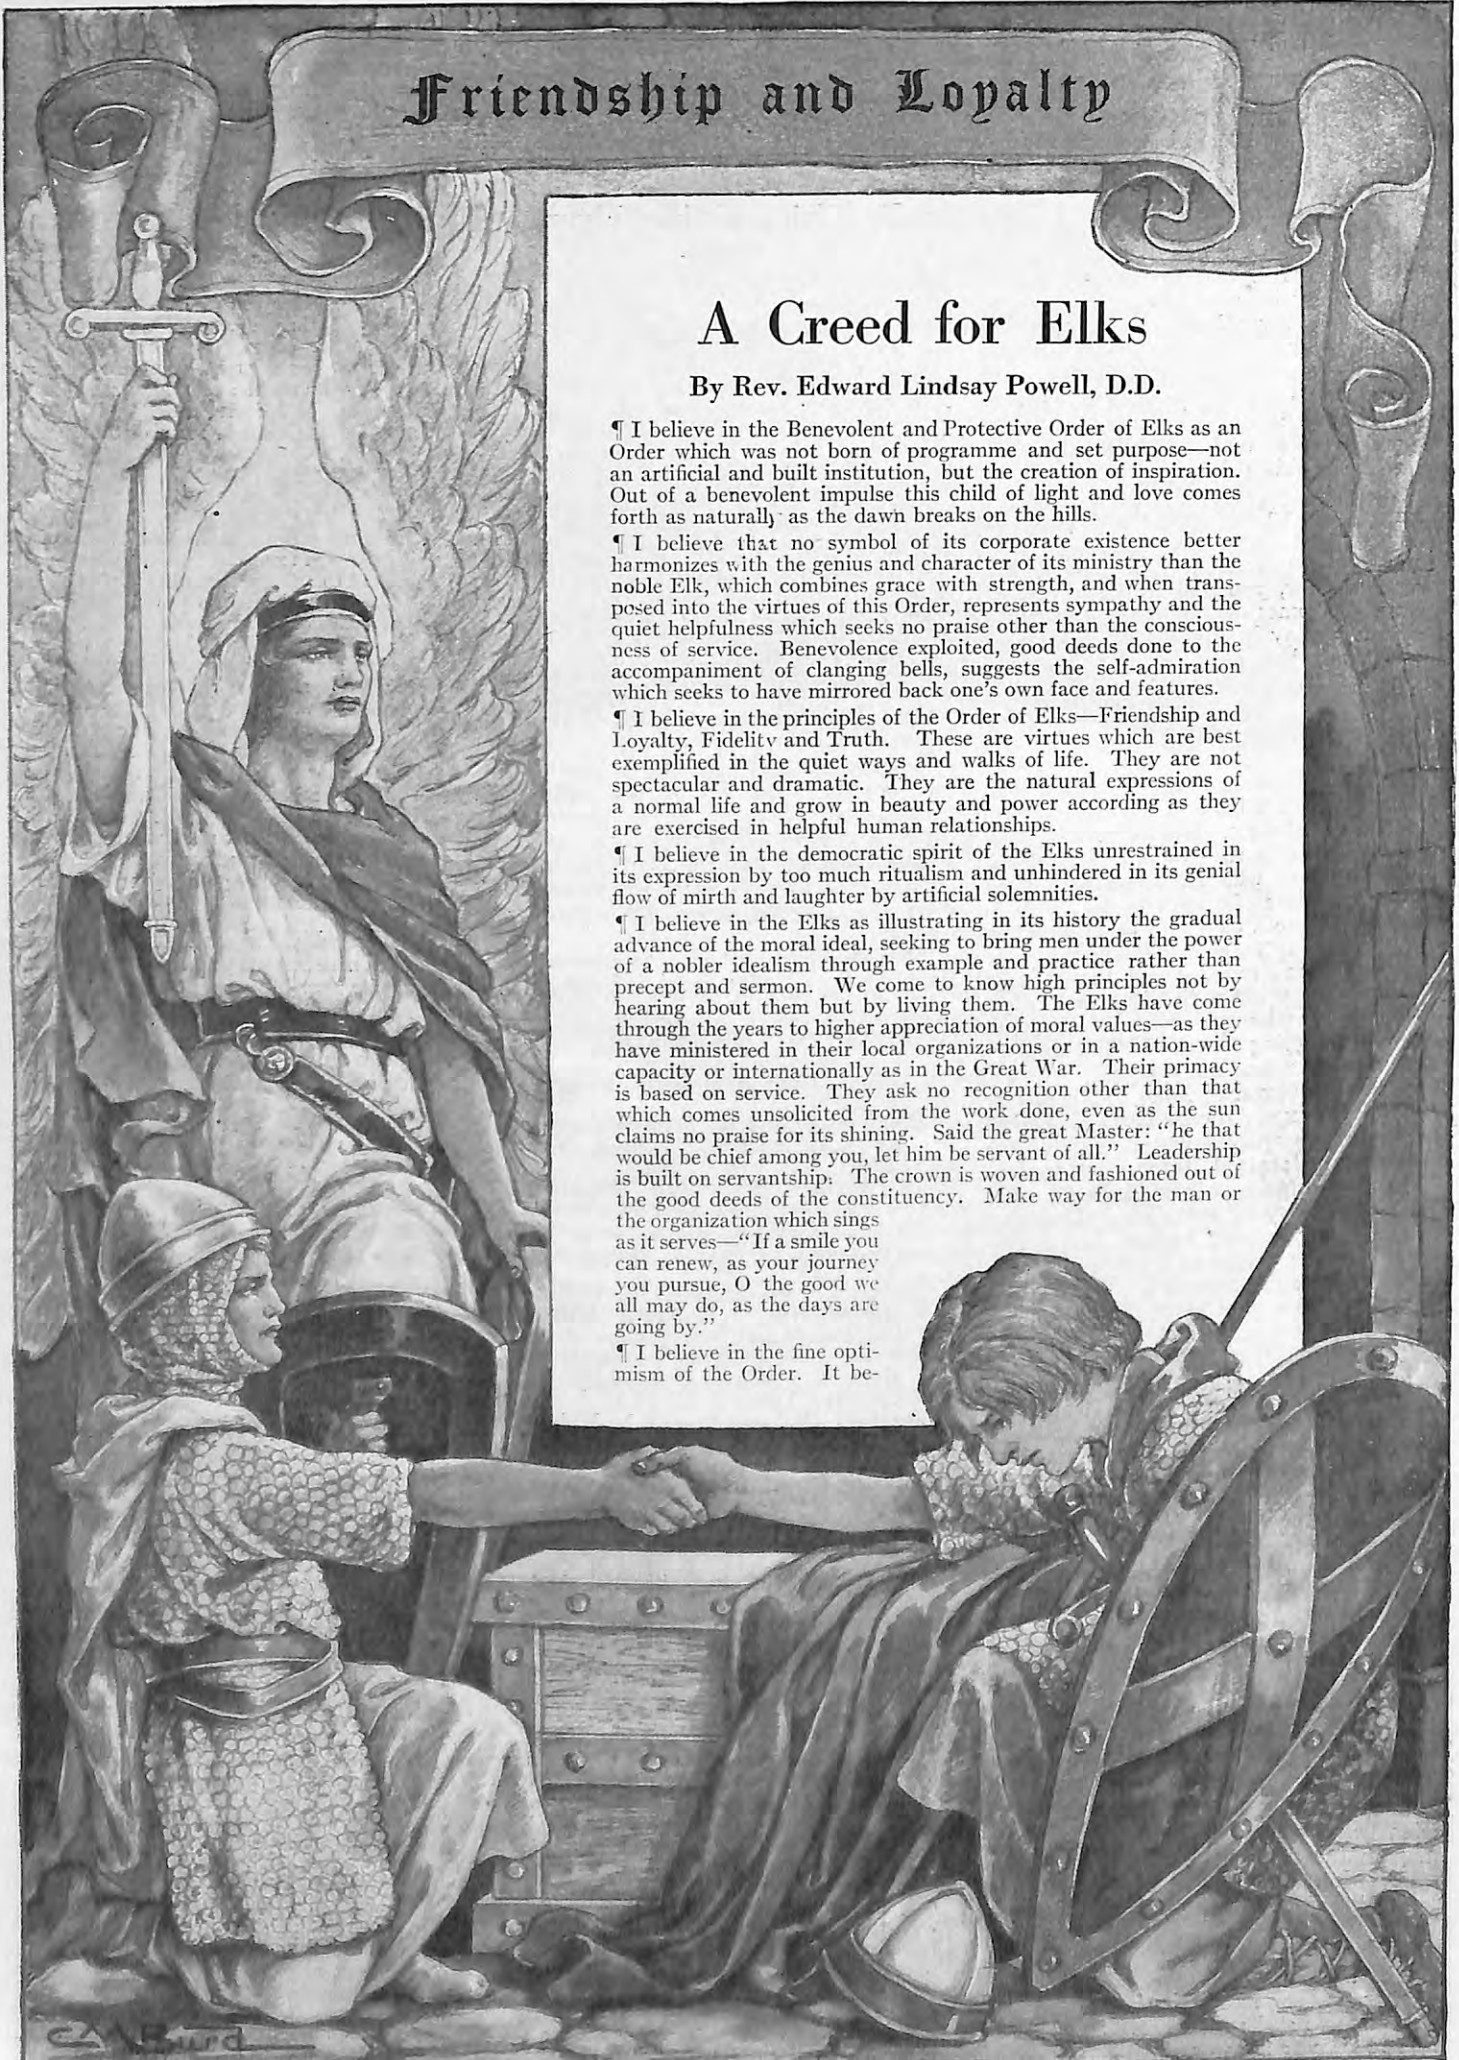 Friendship and Loyalty
A Creed for Elks
By Rev. Edward Lindsay Powell, D.D.
¶ I believe in the Benevolent and Protective Order of Elks as an
Order which was not born of programme and set purpose—not
an artificial and built institution, but the creation of inspiration.
Out of a benevolent impulse this child of light and love comes
forth as naturally as the dawn breaks on the hills.
¶ I believe that no symbol of its corporate existence better
harmonizes with the genius and character of its ministry than the
noble Elk, which combines grace with strength, and when trans-
posed into the virtues of this Order, represents sympathy and the
quiet helpfulness which seeks no praise other than the conscious-
ness of service. Benevolence exploited, good deeds done to the
accompaniment of clanging bells, suggests the self-admiration
which seeks to have mirrored back one's own face and features.
¶ I believe in the principles of the Order of Elks—Friendship and
Loyalty, Fidelity and Truth. These are virtues which are best
exemplified in the quiet ways and walks of life. They are not
spectacular and dramatic. They are the natural expressions of
a normal life and grow in beauty and power according as they
are exercised in helpful human relationships.
¶ I believe in the democratic spirit of the Elks unrestrained in
its expression by too much ritualism and unhindered in its genial
flow of mirth and laughter by artificial solemnities.
¶ I believe in the Elks as illustrating in its history the gradual
advance of the moral ideal, seeking to bring men under the power
of a nobler idealism through example and practice rather than
precept and sermon. We come to know high principles not by
hearing about them but by living them. The Elks have come
through the years to higher appreciation of moral values—as they
have ministered in their local organizations or in a nation-wide
capacity or internationally as in the Great War. Their primacy
is based on service. They ask no recognition other than that
which comes unsolicited from the work done, even as the sun
claims no praise for its shining. Said the great Master: "he that
would be chief among you, let him be servant of all." Leadership
is built on servantship. The crown is woven and fashioned out of
the good deeds of the constituency. Make way for the man or
the organization which sings
as it serves—"If a smile you
can renew, as your journey
you pursue, O the good we
all may do, as the days are
going by."
¶ I believe in the fine opti-
mism of the Order. It be-